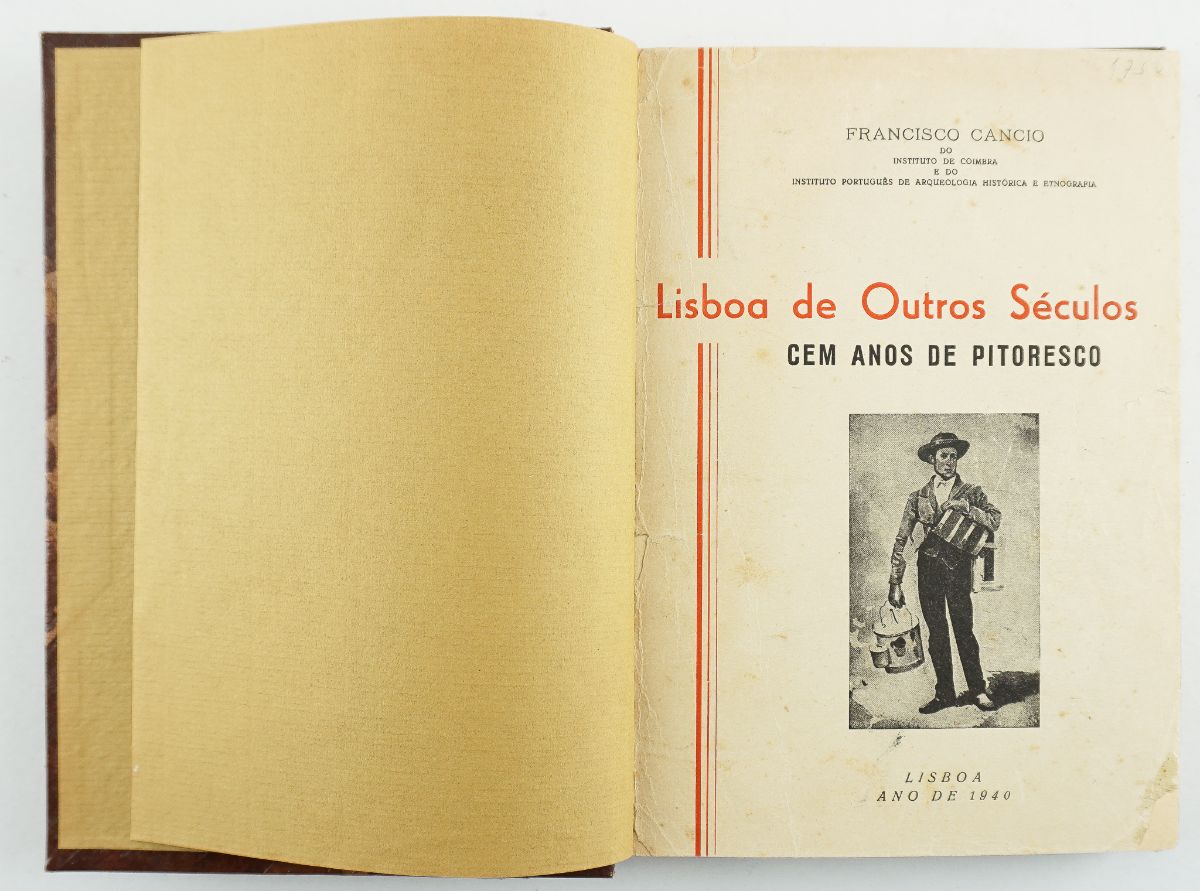 FRANCISCO CANCIO
DO
INSTITUTO DE COIMBRA
E DO
INSTITUTO PORTUGUÊS DE ARQUEOLOGIA HISTÓRICA E ETNOGRAFIA
Lisboa de Outros Séculos
CEM ANOS DE PITORESCO
LISBOA
ANO DE 1940